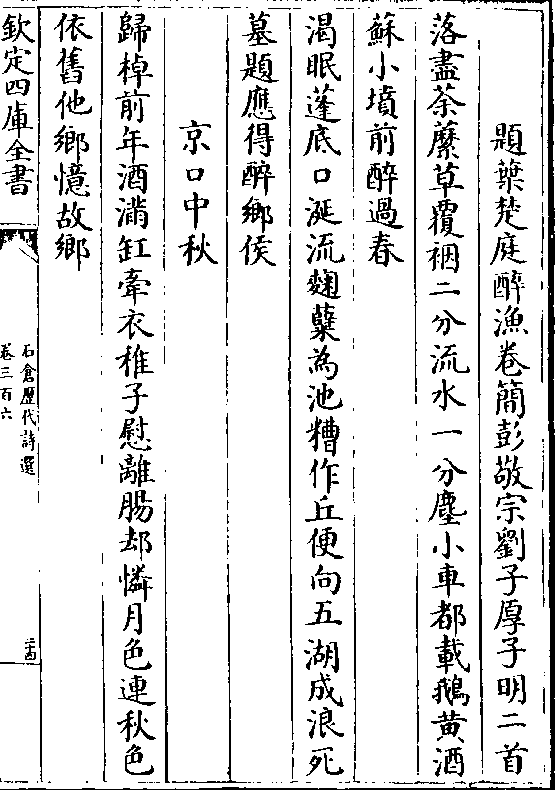 題葉楚庭醉漁卷簡彭敬宗劉子厚子明二首
落盡荼蘼草覆裀二分流水一分塵小車都載鵝黃酒
蘇小墳前醉過春
渴眠蓬底口涎流麴糵為池糟作丘便向五湖成浪死
墓題應得醉鄉侯
京口中秋
歸棹前年酒滿缸牽衣稚子慰離腸却憐月色連秋色
依舊他鄉憶故鄉
欽定四庫全書
石倉歷代詩選
卷三百六
二十四